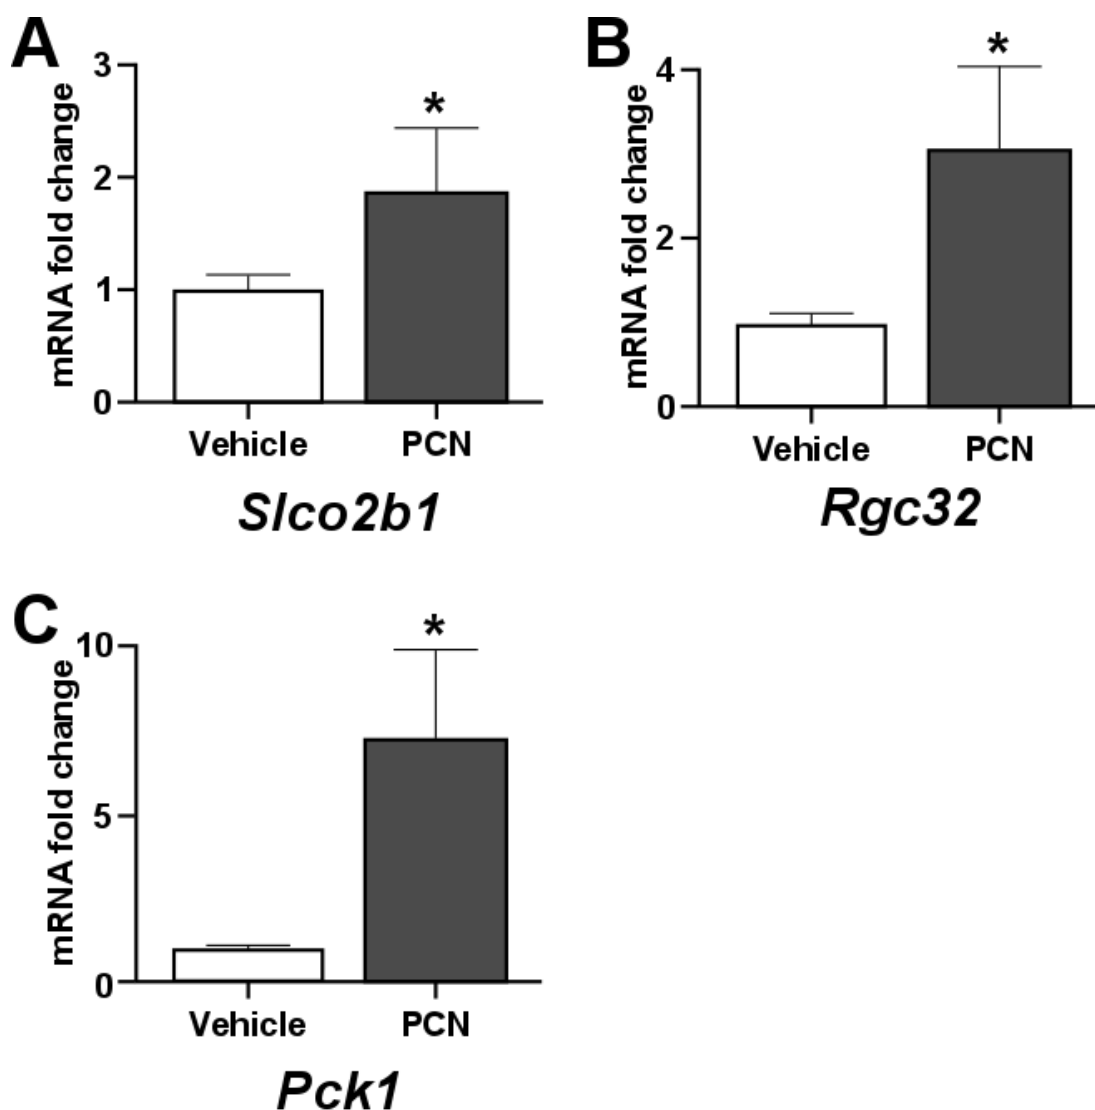 A
mRNA fold change
3
2
1
0
*
Vehicle
PCN
Slco2b1
B
mRNA fold change
4
2
0
*
Vehicle
PCN
Rgc32
C
mRNA fold change
10
5
0
*
Vehicle
PCN
Pck1